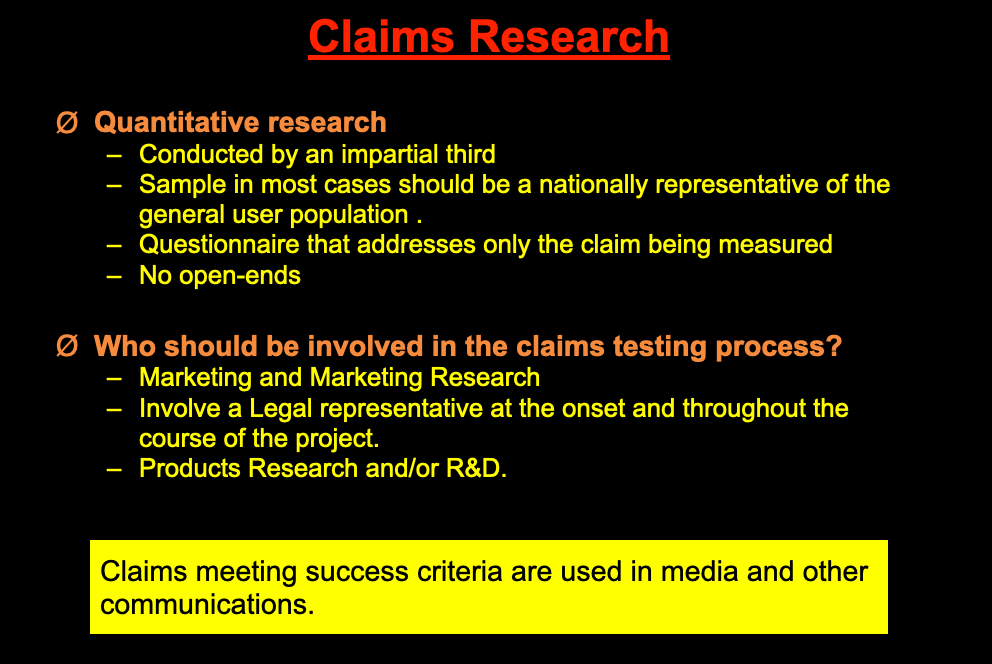 Claims Research
Ø Quantitative research
– Conducted by an impartial third
– Sample in most cases should be a nationally representative of the
general user population .
– Questionnaire that addresses only the claim being measured
– No open-ends
Ø Who should be involved in the claims testing process?
– Marketing and Marketing Research
– Involve a Legal representative at the onset and throughout the
course of the project.
– Products Research and/or R&D.
Claims meeting success criteria are used in media and other
communications.